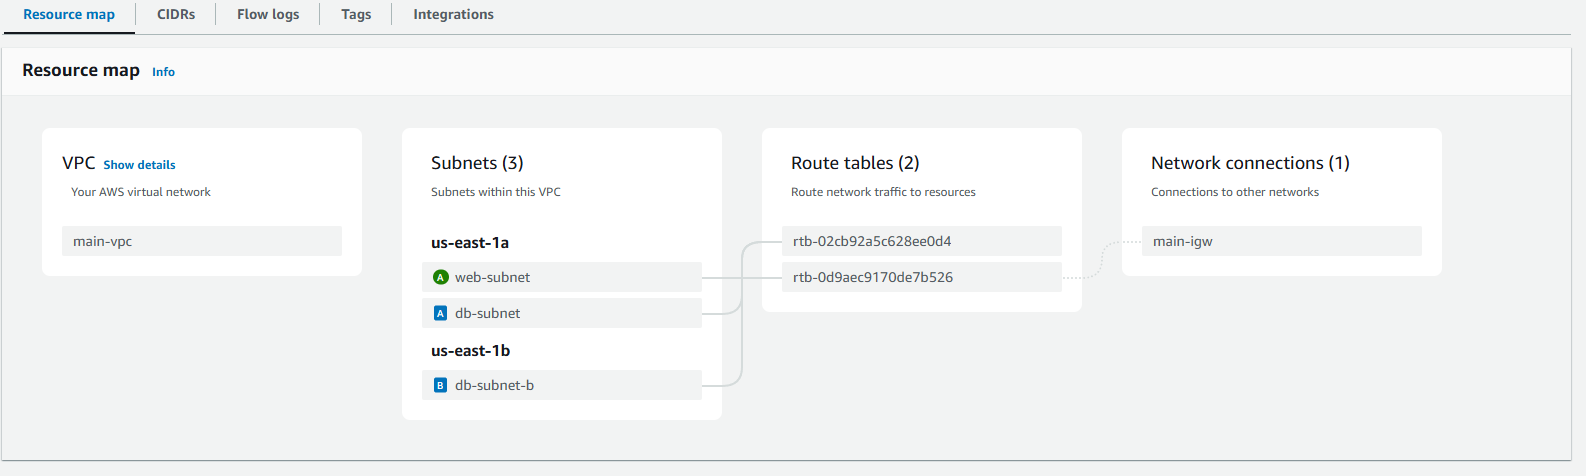 Resource map CIDRs Flow logs Tags Integrations
Resource map Info
VPC Show details
Your AWS virtual network
main-vpc
Subnets (3)
Subnets within this VPC
us-east-1a
A web-subnet
A db-subnet
us-east-1b
B db-subnet-b
Route tables (2)
Route network traffic to resources
rtb-02cb92a5c628ee0d4
rtb-0d9aec9170de7b526
Network connections (1)
Connections to other networks
main-igw